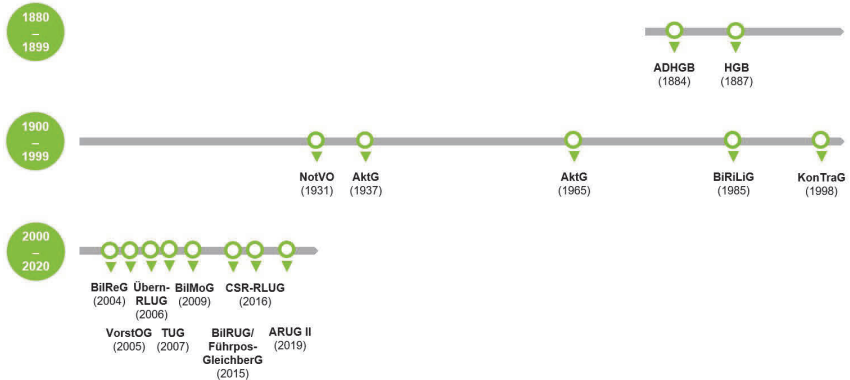 1880
–
1899
ADHGB
(1884)
HGB
(1887)
1900
–
1999
NotVO
(1931)
AktG
(1937)
AktG
(1965)
BiRiLiG
(1985)
KonTraG
(1998)
2000
–
2020
BilReG
(2004)
VorstOG
(2005)
Übern-
RLUG
(2006)
TUG
(2007)
BilMoG
(2009)
BilRUG/
Führpos-
GleichberG
(2015)
CSR-RLUG
(2016)
ARUG II
(2019)